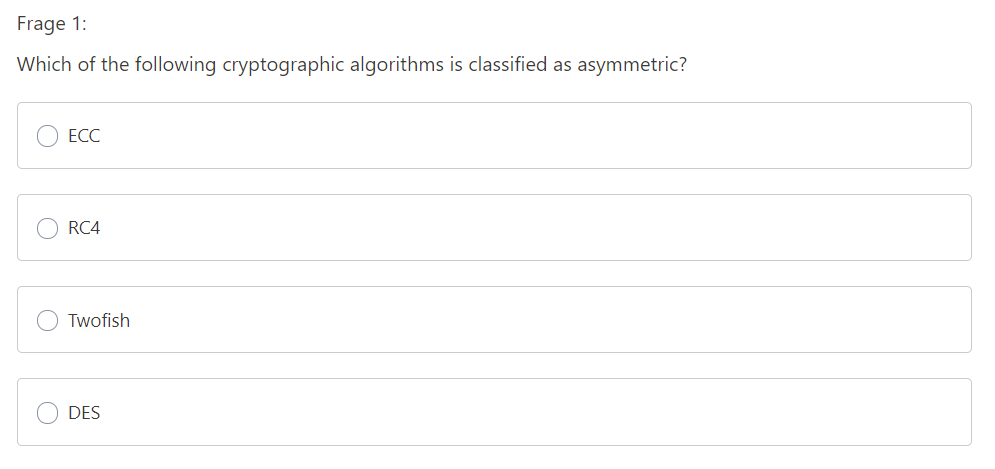 Frage 1:
Which of the following cryptographic algorithms is classified as asymmetric?
ECC
RC4
Twofish
DES